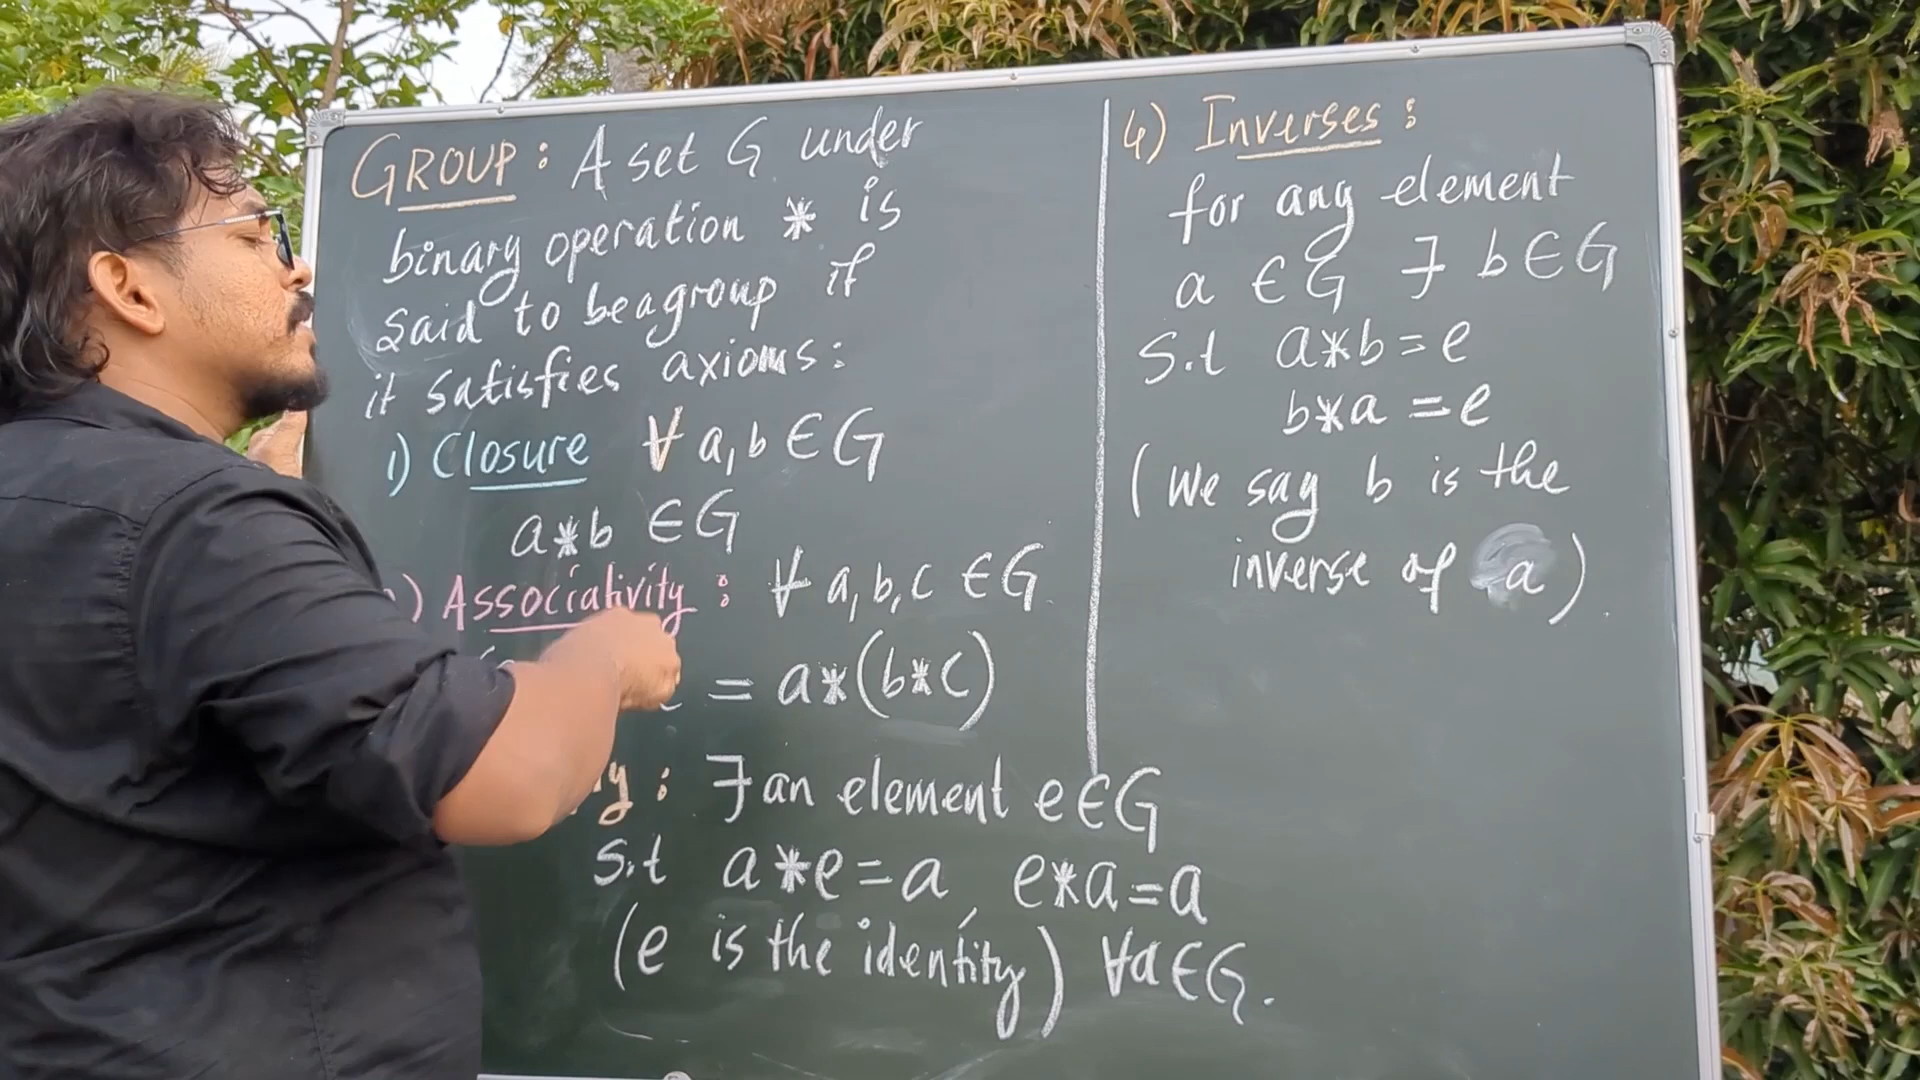 GROUP: A set G under
binary operation * is
said to be a group if
it satisfies axioms:
1) Closure ∀ a,b ∈ G
a*b ∈ G
) Associativity: ∀ a,b,c ∈ G
= a*(b*c)
y: ∃ an element e ∈ G
S.t a*e=a, e*a=a
(e is the identity) ∀a ∈ G.
4) Inverses:
for any element
a ∈ G ∃ b ∈ G
S.t a*b=e
b*a=e
(We say b is the
inverse of a).